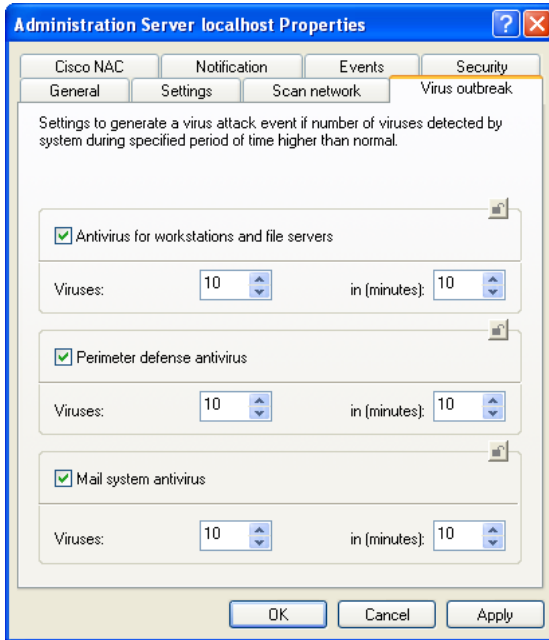 Administration Server localhost Properties
Cisco NAC Notification Events Security
General Settings Scan network Virus outbreak
Settings to generate a virus attack event if number of viruses detected by
system during specified period of time higher than normal.
Antivirus for workstations and file servers
Viruses: 10 in (minutes): 10
Perimeter defense antivirus
Viruses: 10 in (minutes): 10
Mail system antivirus
Viruses: 10 in (minutes): 10
OK Cancel Apply